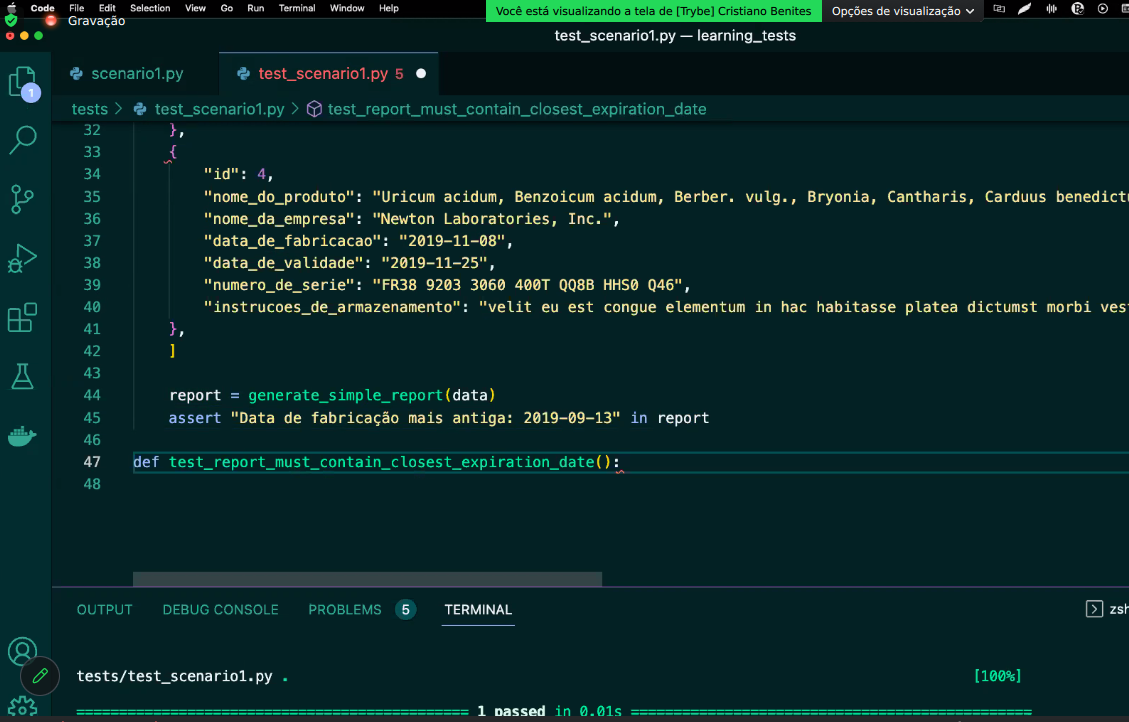 Code File Edit Selection View Go Run Terminal Window Help
Você está visualizando a tela de [Trybe] Cristiano Benites Opções de visualização
Gravação
test_scenario1.py — learning_tests
scenario1.py test_scenario1.py 5
tests > test_scenario1.py > test_report_must_contain_closest_expiration_date
1
32 },
33 {
34 "id": 4,
35 "nome_do_produto": "Uricum acidum, Benzoicum acidum, Berber. vulg., Bryonia, Cantharis, Carduus benedict
36 "nome_da_empresa": "Newton Laboratories, Inc.",
37 "data_de_fabricacao": "2019-11-08",
38 "data_de_validade": "2019-11-25",
39 "numero_de_serie": "FR38 9203 3060 400T QQ8B HHS0 Q46",
40 "instrucoes_de_armazenamento": "velit eu est congue elementum in hac habitasse platea dictumst morbi ves
41 },
42 ]
43
44 report = generate_simple_report(data)
45 assert "Data de fabricação mais antiga: 2019-09-13" in report
46
47 def test_report_must_contain_closest_expiration_date():
48
OUTPUT DEBUG CONSOLE PROBLEMS 5 TERMINAL zsh
tests/test_scenario1.py . [100%]
1 passed in 0.01s